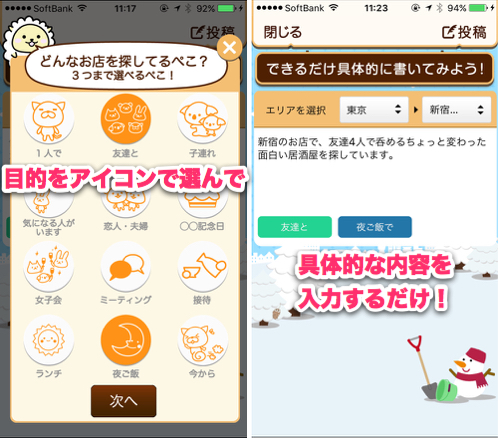 SoftBank 11:17 92%
投稿
どんなお店を探してるぺこ？
3つまで選べるぺこ！
1人で 友達と 子連れ
目的をアイコンで選んで
気になる人がいます 恋人・夫婦 〇〇記念日
女子会 ミーティング 接待
ランチ 夜ご飯 今から
次へ
SoftBank 11:23 94%
閉じる 投稿
できるだけ具体的に書いてみよう!
エリアを選択 東京 新宿...
新宿のお店で、友達4人で呑めるちょっと変わった
面白い居酒屋を探しています。
友達と 夜ご飯で
具体的な内容を
入力するだけ！